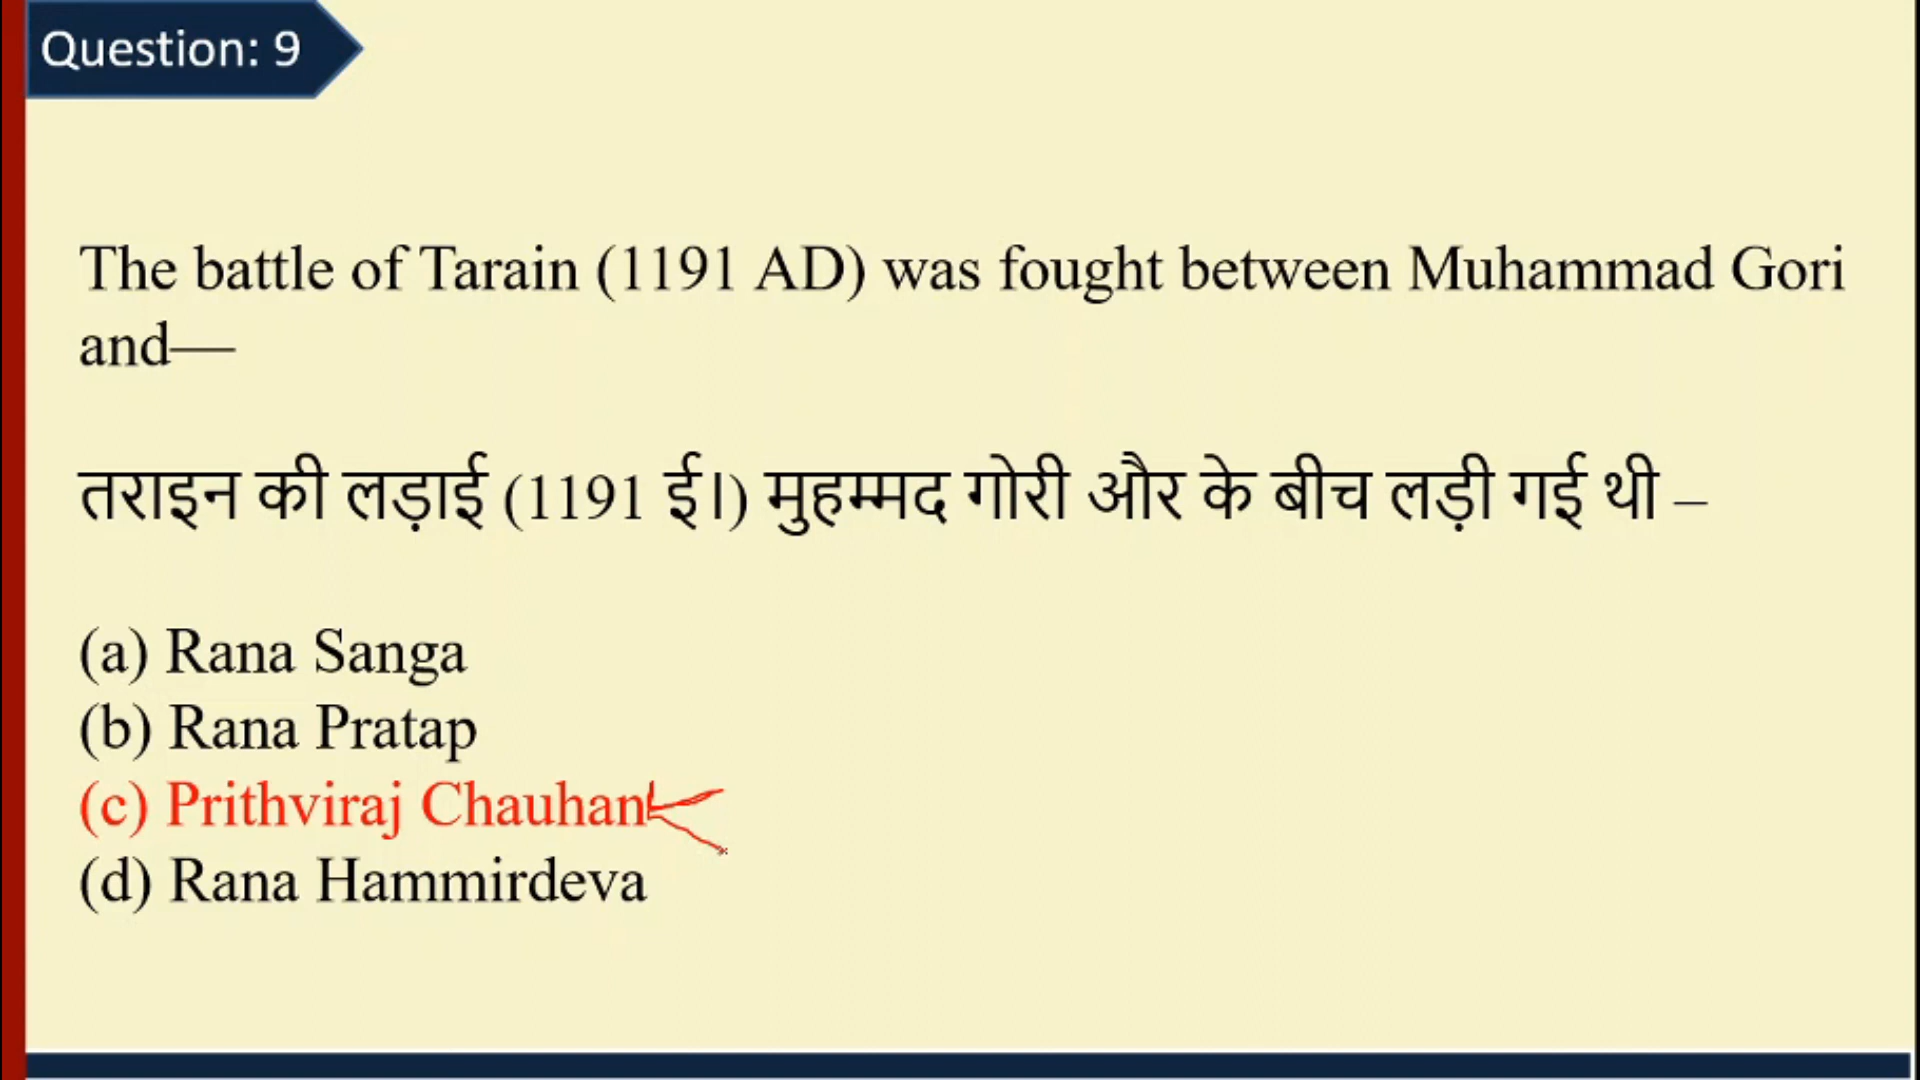 Question: 9
The battle of Tarain (1191 AD) was fought between Muhammad Gori
and—
तराइन की लड़ाई (1191 ई।) मुहम्मद गोरी और के बीच लड़ी गई थी –
(a) Rana Sanga
(b) Rana Pratap
(c) Prithviraj Chauhan
(d) Rana Hammirdeva